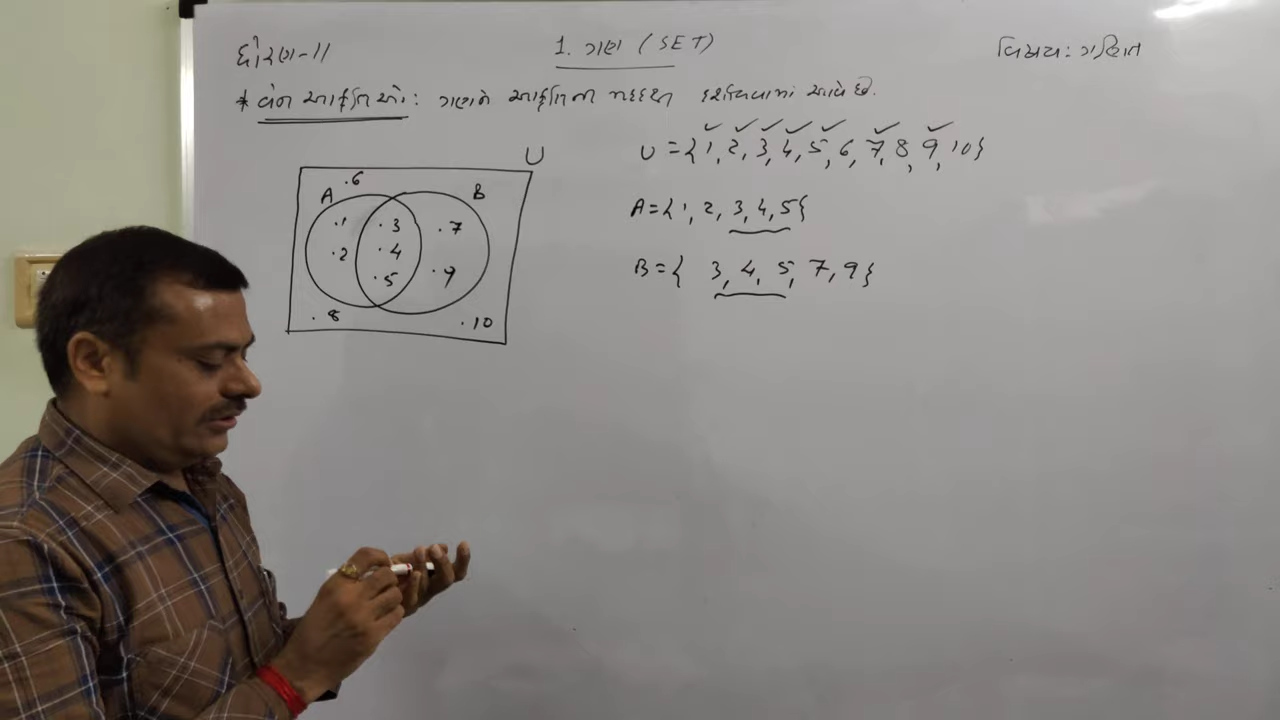 ધોરણ-11
1. ગણ (SET)
વિષય: ગણિત
* વેન આકૃતિઓ: ગણને આકૃતિના મદદથી દર્શાવવામાં આવે છે.
U = {1, 2, 3, 4, 5, 6, 7, 8, 9, 10}
A = {1, 2, 3, 4, 5}
B = { 3, 4, 5, 7, 9}
U
.6
A B
.1 .3 .7
.2 .4
.5 .9
.8 .10